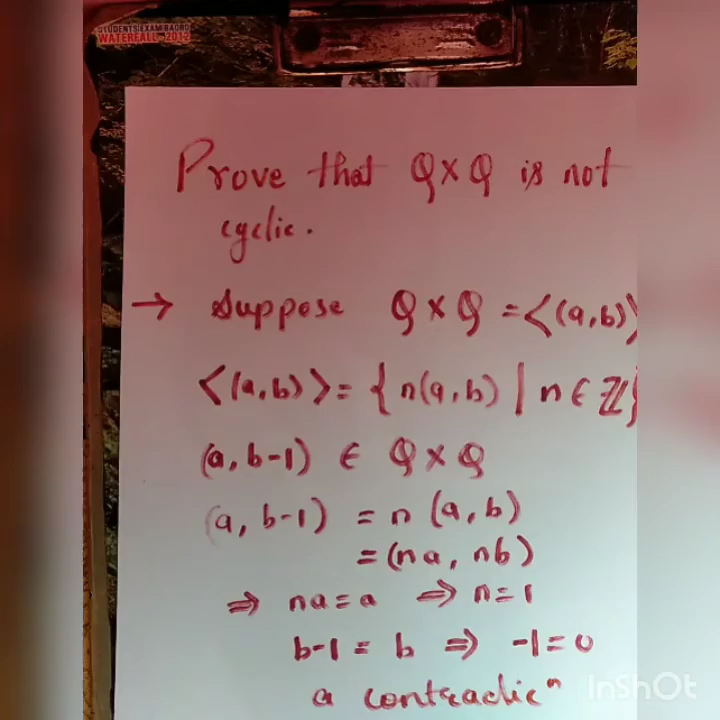 STUDENTS EXAM BOARD
WATERFALL 2012
Prove that Q×Q is not
cyclic.
→ Suppose Q×Q = <(a,b)>
<(a,b)> = { n(a,b) | n ∈ ℤ}
(a, b-1) ∈ Q×Q
(a, b-1) = n (a,b)
= (na, nb)
⇒ na=a ⇒ n=1
b-1 = b ⇒ -1=0
a contradicⁿ
InShOt